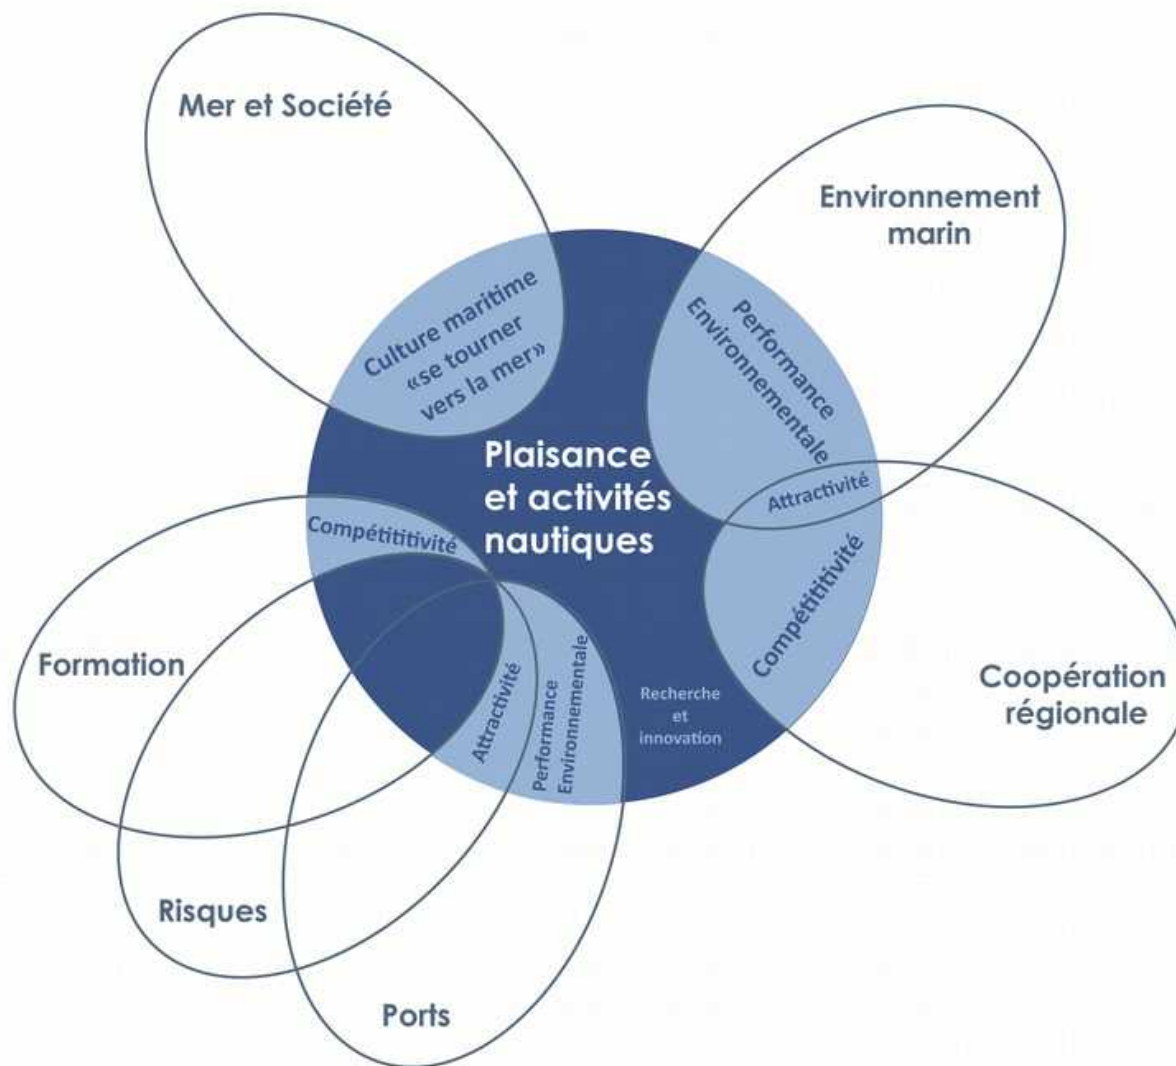 Mer et Société
Environnement
marin
Culture maritime
«se tourner
vers la mer»
Performance
Environnementale
Plaisance
et activités
nautiques
Attractivité
Compétititivité
Compétititivité
Formation
Attractivité
Performance
Environnementale
Recherche
et
innovation
Coopération
régionale
Risques
Ports